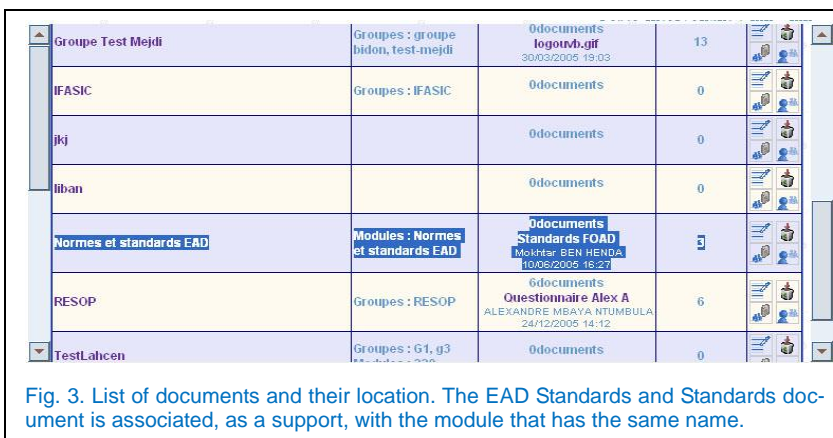 Groupe Test Mejdi
Groupes : groupe
bidon, test-mejdi
0documents
logouvb.gif
30/03/2005 19:03
13
IFASIC
Groupes : IFASIC
0documents
0
jkj
0documents
0
liban
0documents
0
Normes et standards EAD
Modules : Normes
et standards EAD
0documents
Standards FOAD
Mokhtar BEN HENDA
10/06/2005 16:27
3
RESOP
Groupes : RESOP
6documents
Questionnaire Alex A
ALEXANDRE MBAYA NTUMBULA
24/12/2005 14:12
6
TestLahcen
Groupes : G1, g3
0documents
0
Fig. 3. List of documents and their location. The EAD Standards and Standards doc-
ument is associated, as a support, with the module that has the same name.